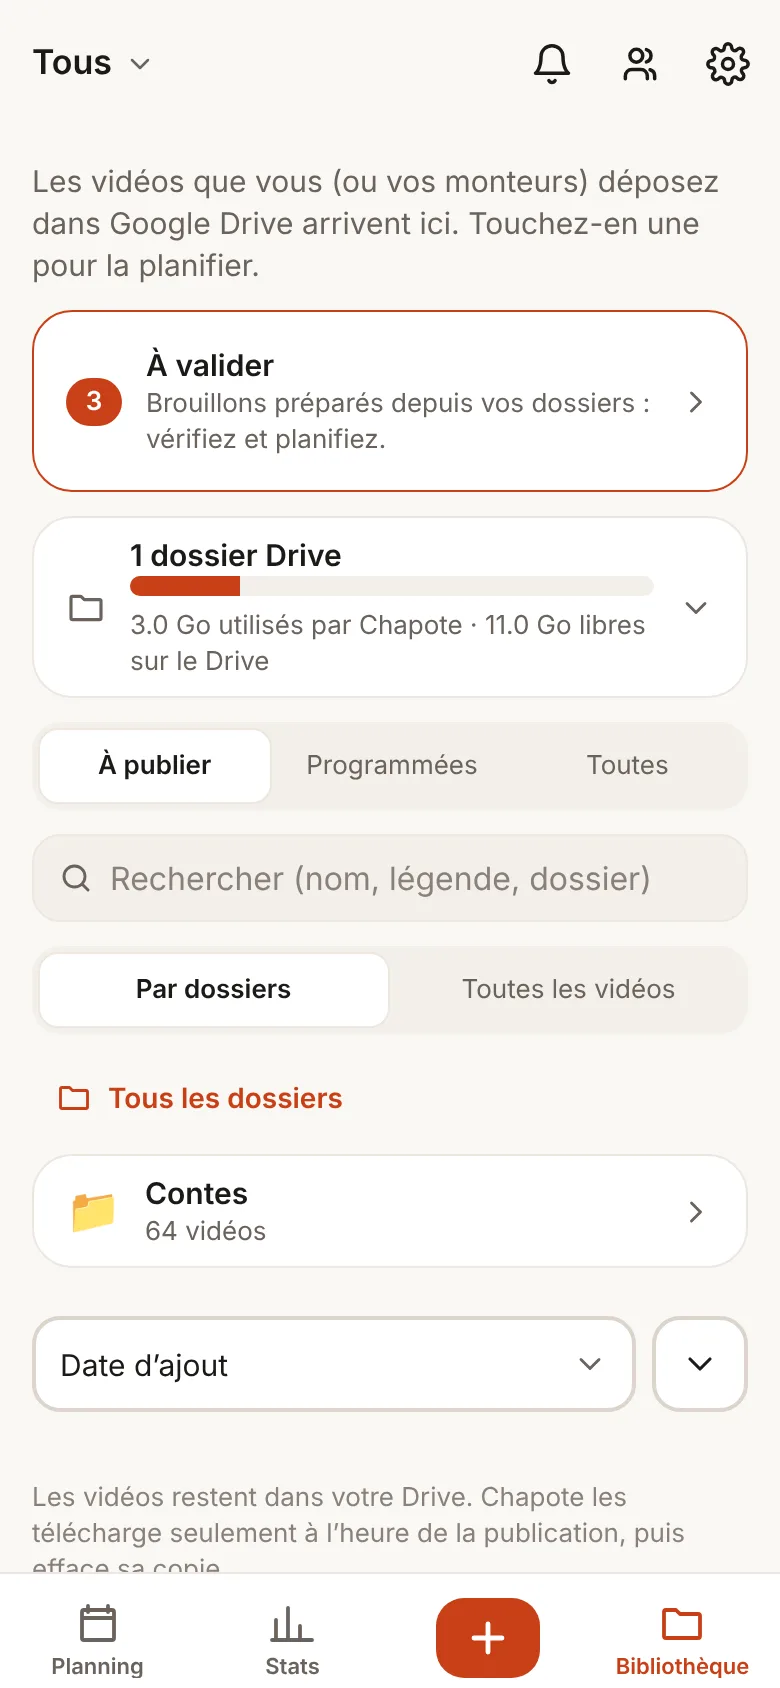 Tous
Les vidéos que vous (ou vos monteurs) déposez
dans Google Drive arrivent ici. Touchez-en une
pour la planifier.
3
À valider
Brouillons préparés depuis vos dossiers :
vérifiez et planifiez.
1 dossier Drive
3.0 Go utilisés par Chapote · 11.0 Go libres
sur le Drive
À publier
Programmées
Toutes
Rechercher (nom, légende, dossier)
Par dossiers
Toutes les vidéos
Tous les dossiers
Contes
64 vidéos
Date d’ajout
Les vidéos restent dans votre Drive. Chapote les
télécharge seulement à l’heure de la publication, puis
efface sa copie.
Planning
Stats
Bibliothèque